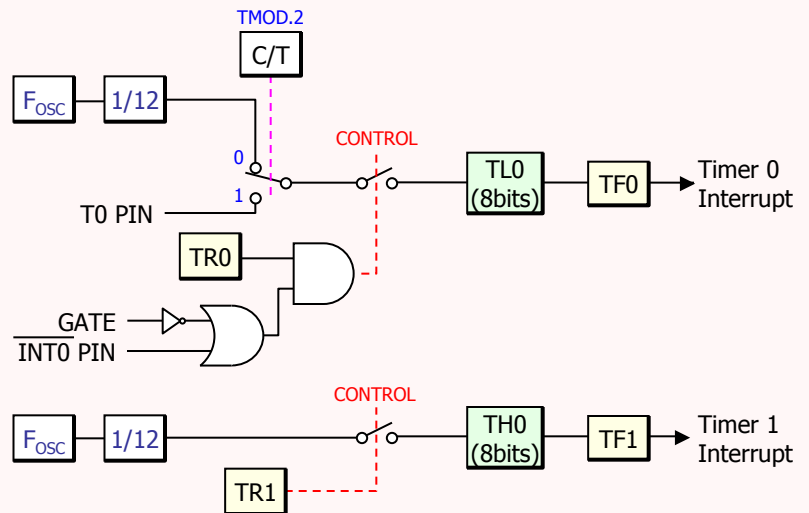 TMOD.2
C/T
FOSC
1/12
CONTROL
0
1
T0 PIN
TL0
(8bits)
TF0
Timer 0
Interrupt
TR0
GATE
INT0 PIN
CONTROL
FOSC
1/12
TH0
(8bits)
TF1
Timer 1
Interrupt
TR1